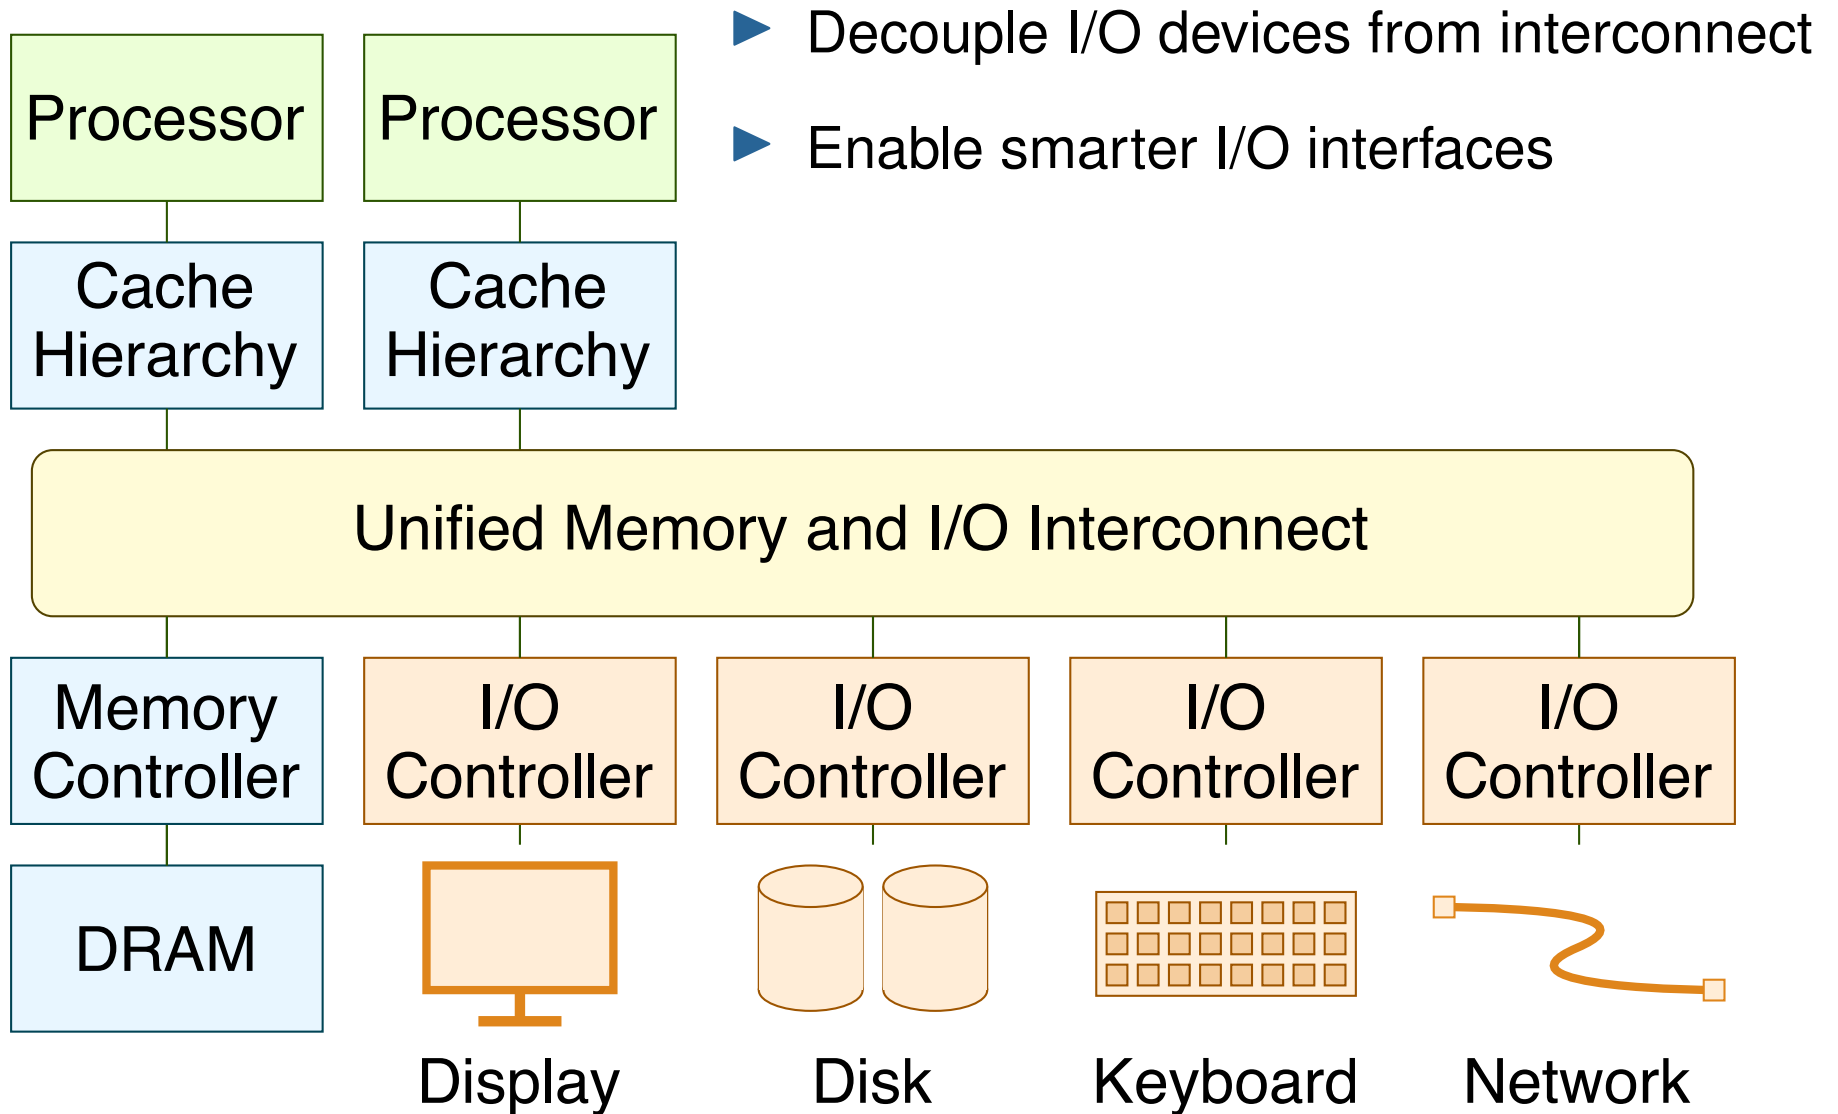 Decouple I/O devices from interconnect
Enable smarter I/O interfaces
Processor
Processor
Cache
Hierarchy
Cache
Hierarchy
Unified Memory and I/O Interconnect
Memory
Controller
I/O
Controller
I/O
Controller
I/O
Controller
I/O
Controller
DRAM
Display
Disk
Keyboard
Network